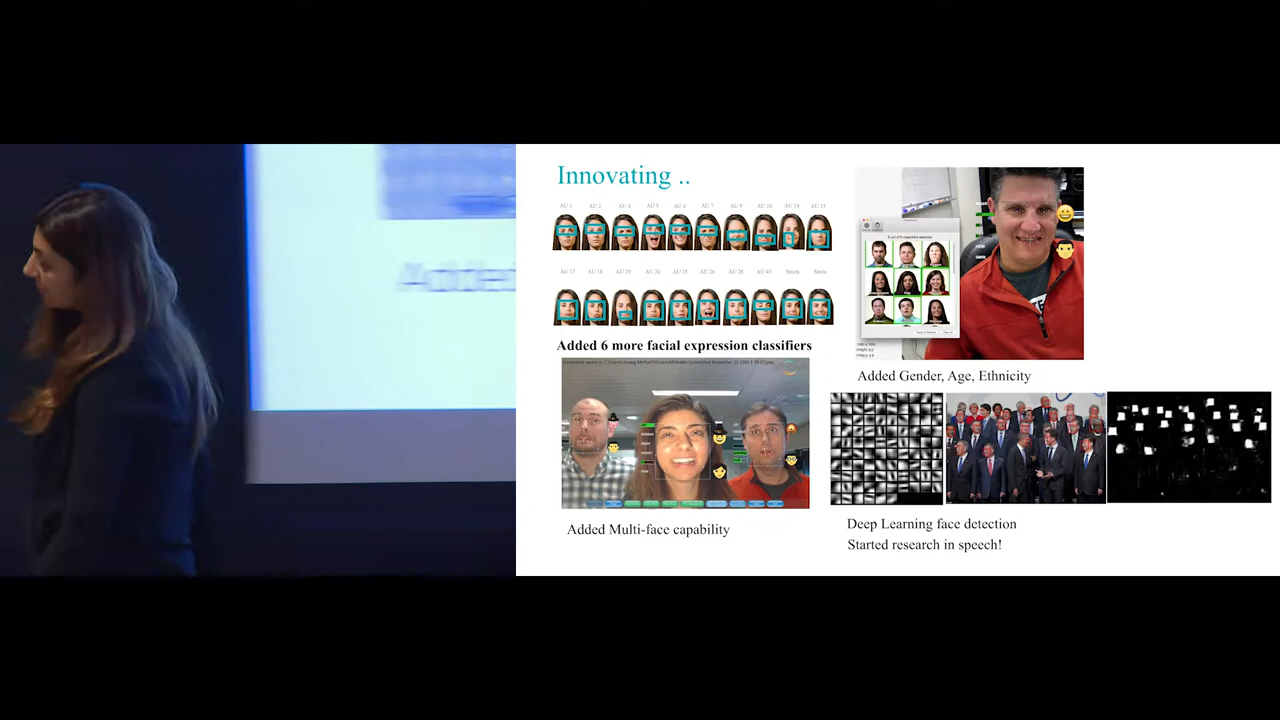 Innovating ..
AU 1 AU 2 AU 4 AU 5 AU 6 AU 7 AU 9 AU 10 AU 14 AU 15
AU 17 AU 18 AU 20 AU 24 AU 25 AU 26 AU 28 AU 43 Smirk Smile
Added 6 more facial expression classifiers
Added Multi-face capability
Added Gender, Age, Ethnicity
Deep Learning face detection
Started research in speech!
Added